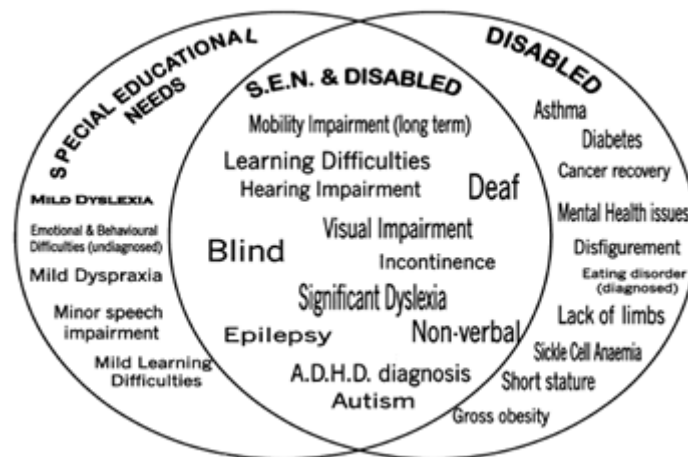 SPECIAL EDUCATIONAL
NEEDS
MILD DYSLEXIA
Emotional & Behavioural
Difficulties (undiagnosed)
Mild Dyspraxia
Minor speech
impairment
Mild Learning
Difficulties
S.E.N. & DISABLED
Mobility Impairment (long term)
Learning Difficulties
Hearing Impairment
Deaf
Visual Impairment
Blind
Incontinence
Significant Dyslexia
Epilepsy
Non-verbal
A.D.H.D. diagnosis
Autism
DISABLED
Asthma
Diabetes
Cancer recovery
Mental Health issues
Disfigurement
Eating disorder
(diagnosed)
Lack of limbs
Sickle Cell Anaemia
Short stature
Gross obesity